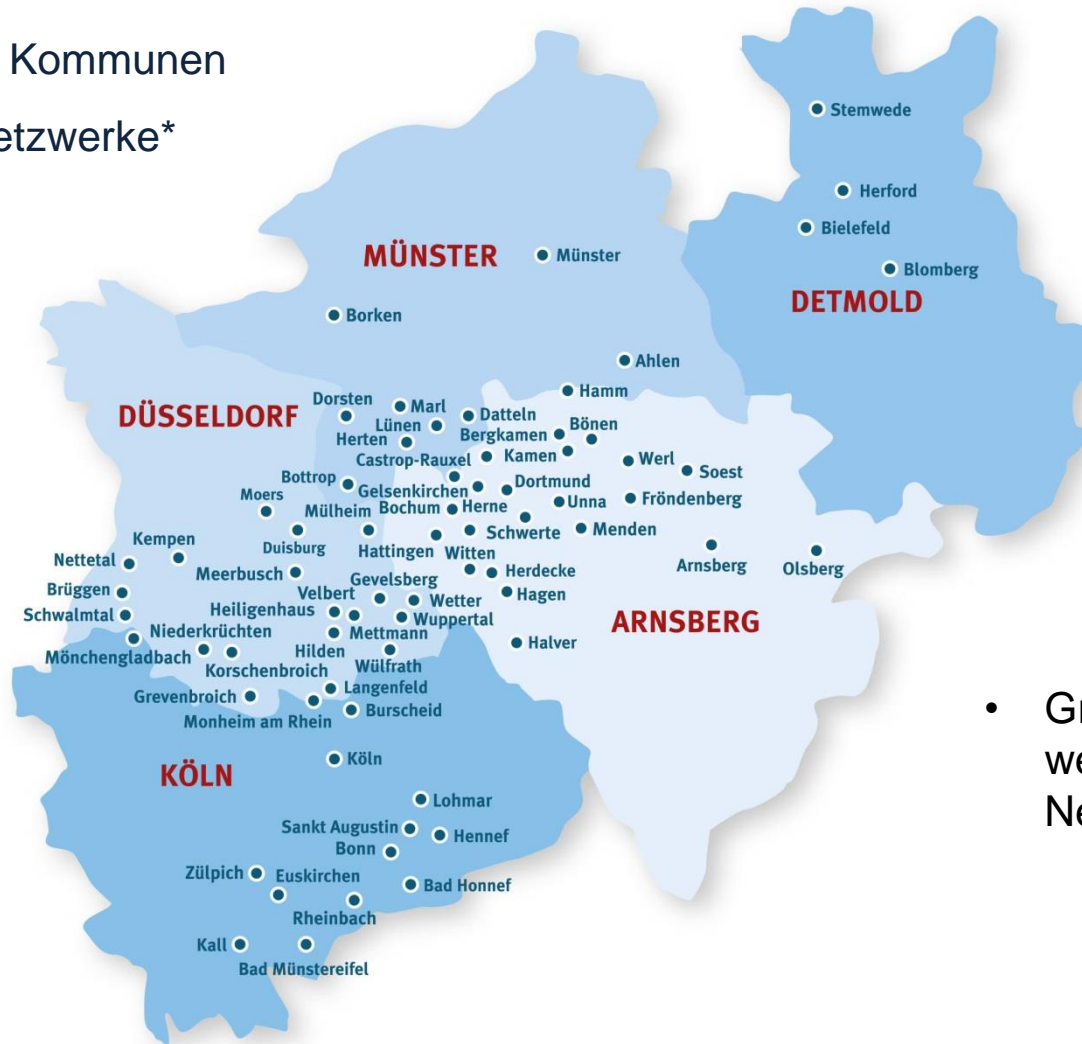 Kommunen
etzwerke*
Stemwede
Herford
Bielefeld
MÜNSTER
Münster
Blomberg
DETMOLD
Borken
Ahlen
Hamm
DÜSSELDORF
Dorsten
Marl
Datteln
Lünen
Bönen
Herten
Bergkamen
Castrop-Rauxel
Kamen
Werl
Soest
Bottrop
Gelsenkirchen
Dortmund
Moers
Unna
Fröndenberg
Mülheim
Bochum
Herne
Kempen
Duisburg
Hattingen
Witten
Schwerte
Menden
Nettetal
Meerbusch
Gevelsberg
Herdecke
Arnsberg
Olsberg
Brüggen
Velbert
Wetter
Hagen
Schwalmtal
Heiligenhaus
Wuppertal
ARNSBERG
Niederkrüchten
Mettmann
Halver
Mönchengladbach
Hilden
Wülfrath
Korschenbroich
Langenfeld
Grevenbroich
Burscheid
Monheim am Rhein
• Gr
we
Ne
KÖLN
Köln
Lohmar
Sankt Augustin
Hennef
Bonn
Zülpich
Euskirchen
Bad Honnef
Rheinbach
Kall
Bad Münstereifel